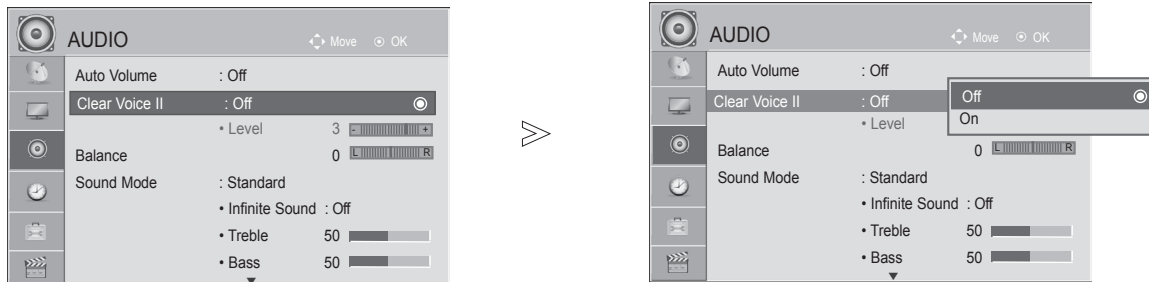 AUDIO Move OK
Auto Volume : Off
Clear Voice II : Off
• Level 3 - +
Balance 0 L R
Sound Mode : Standard
• Infinite Sound : Off
• Treble 50
• Bass 50
AUDIO Move OK
Auto Volume : Off
Clear Voice II : Off
• Level
Off
On
Balance 0 L R
Sound Mode : Standard
• Infinite Sound : Off
• Treble 50
• Bass 50